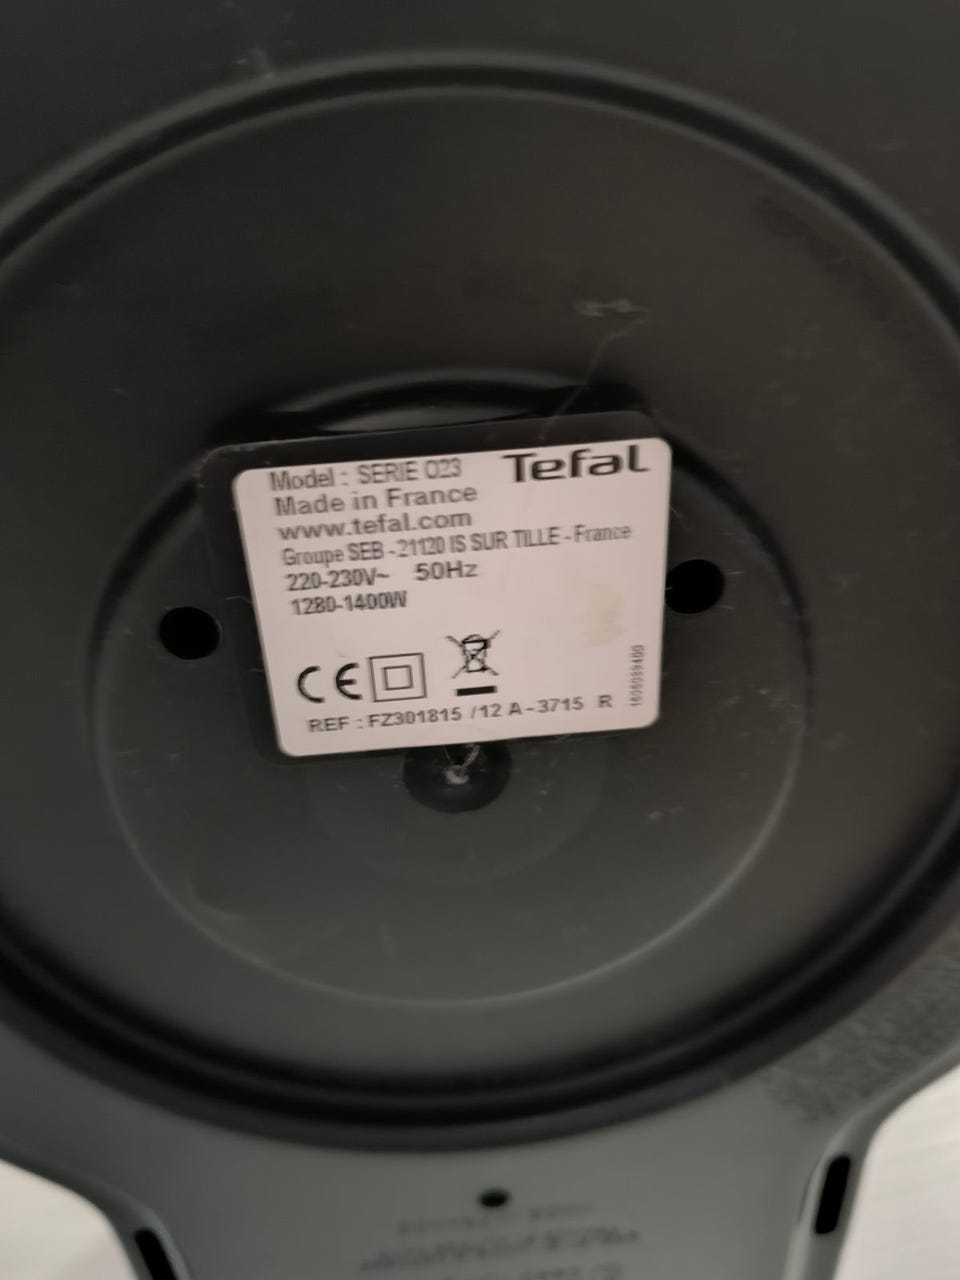 Model : SERIE O23 Tefal
Made in France
www.tefal.com
Groupe SEB - 21120 IS SUR TILLE - France
220-230V~ 50Hz
1280-1400W
CE
REF : FZ301815 /12 A - 3715 R